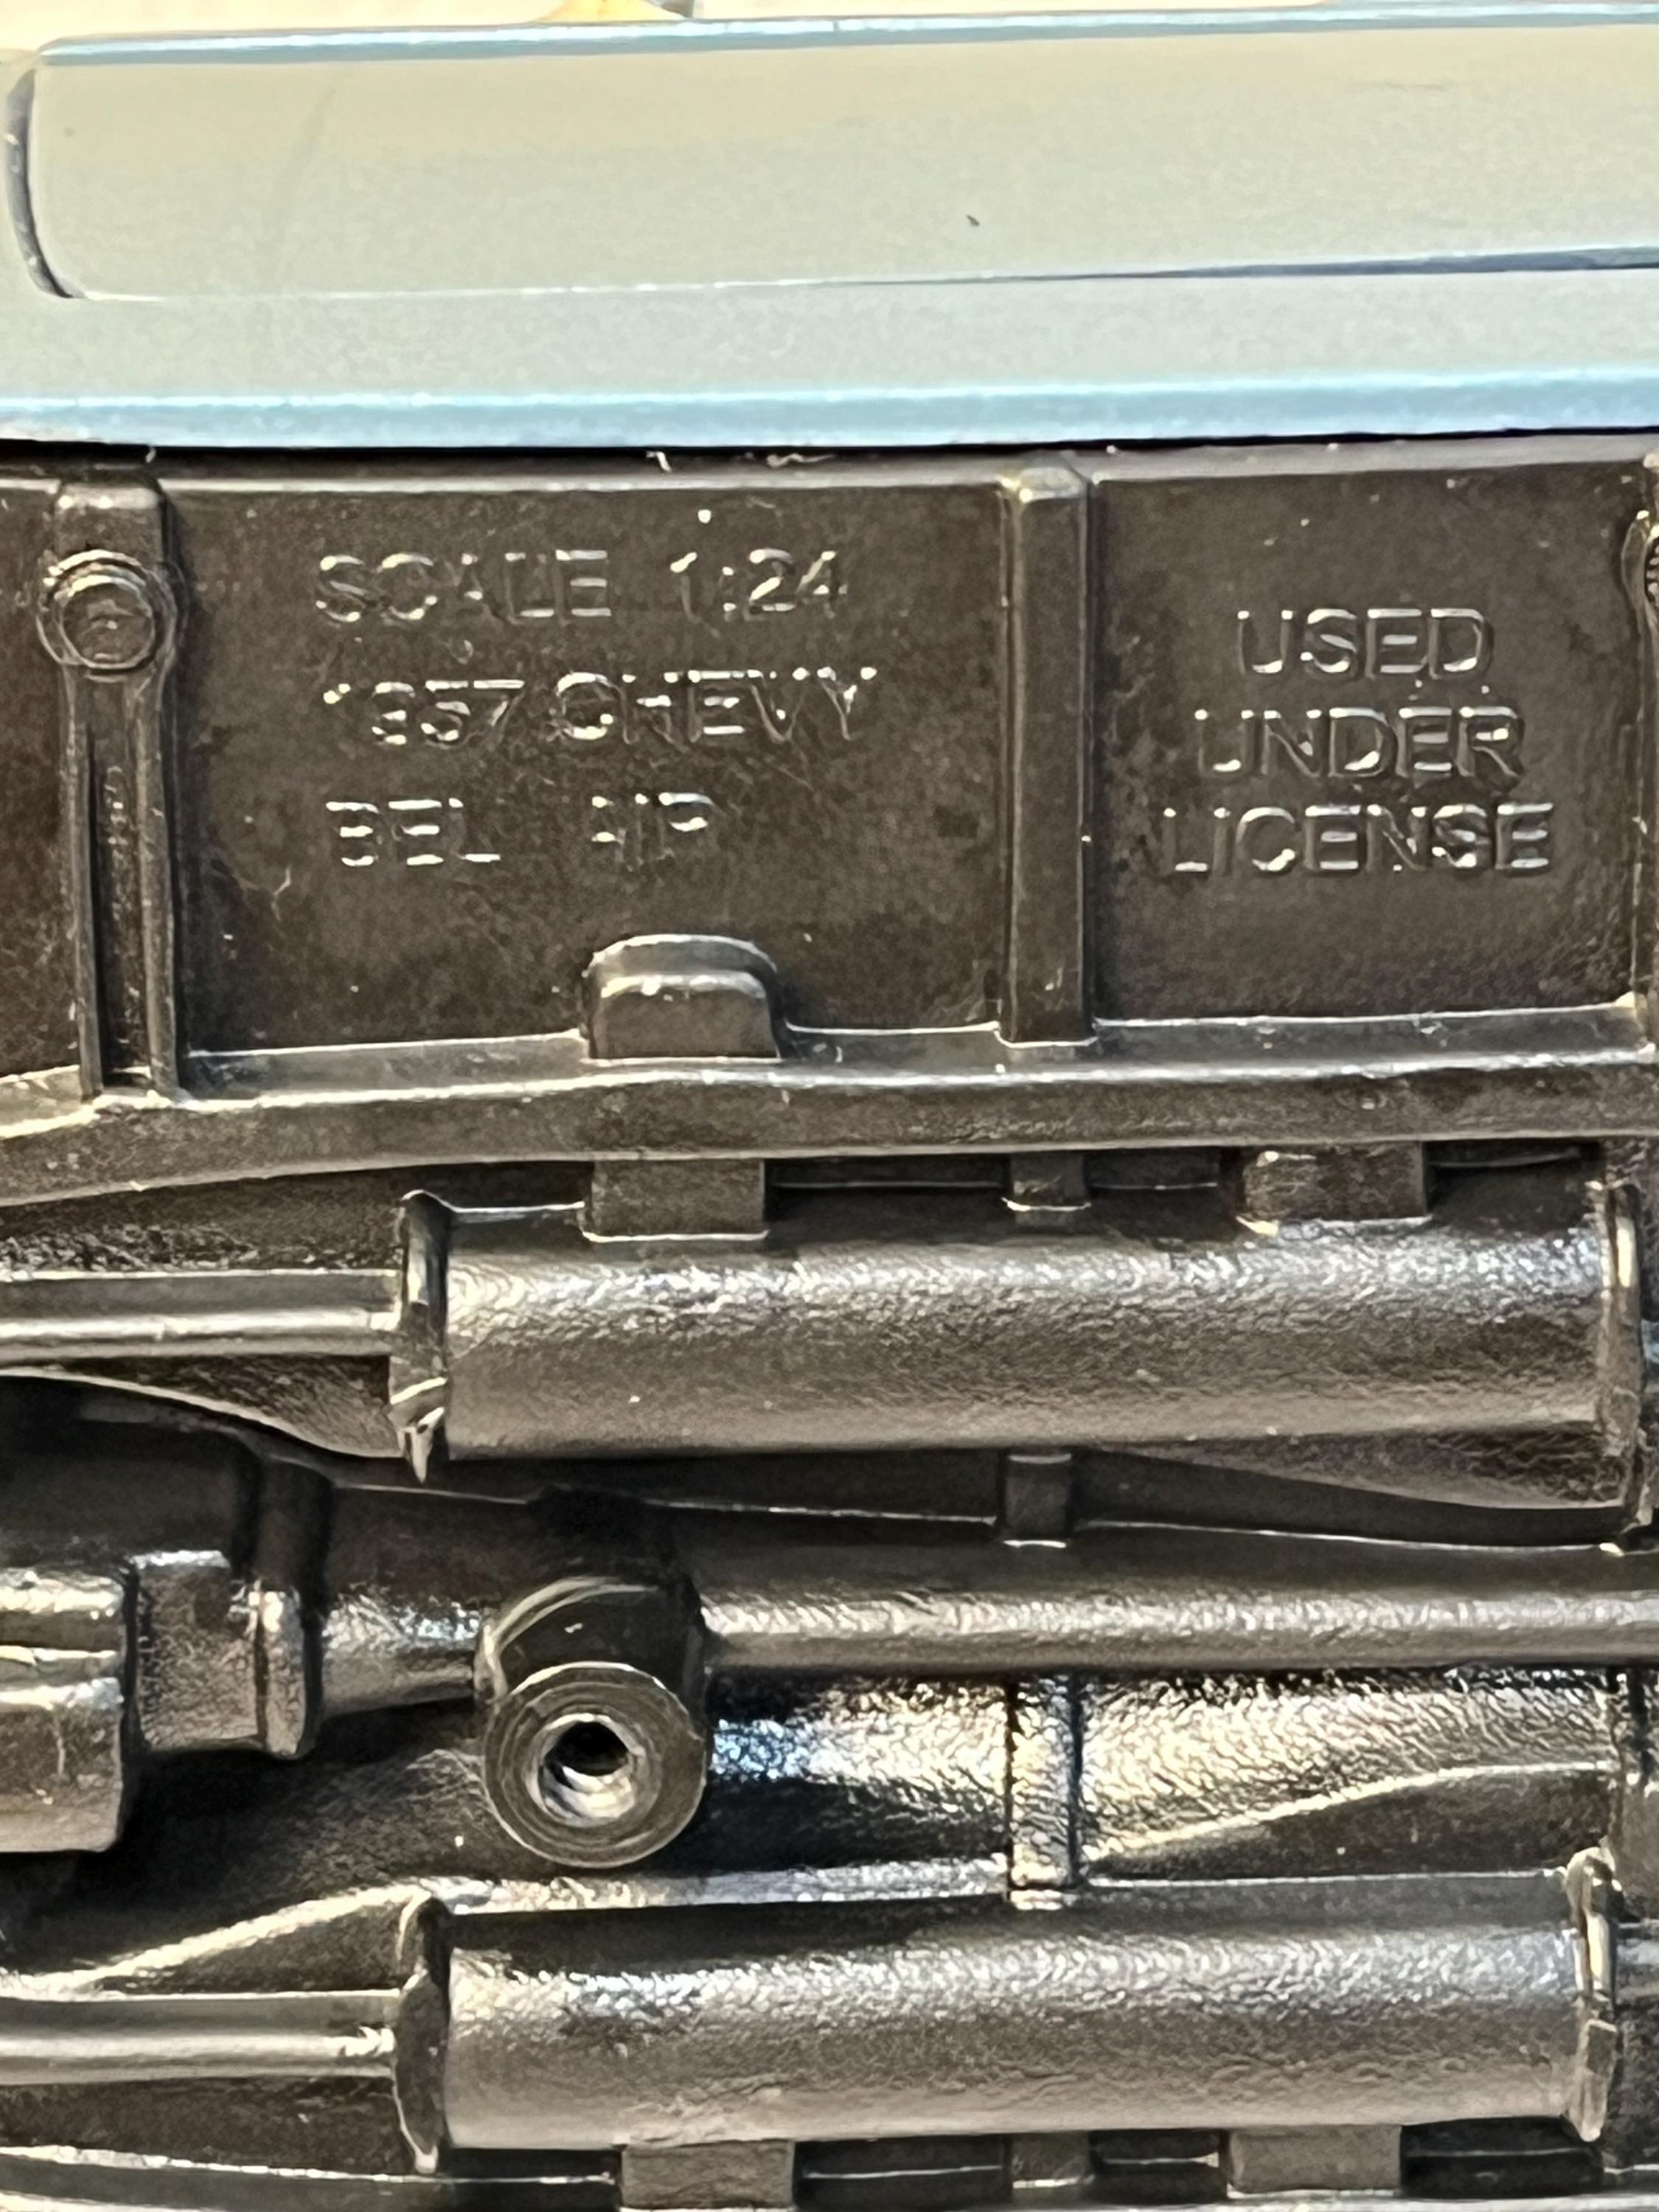 SCALE 1:24
1957 CHEVY
BEL AIR
USED
UNDER
LICENSE